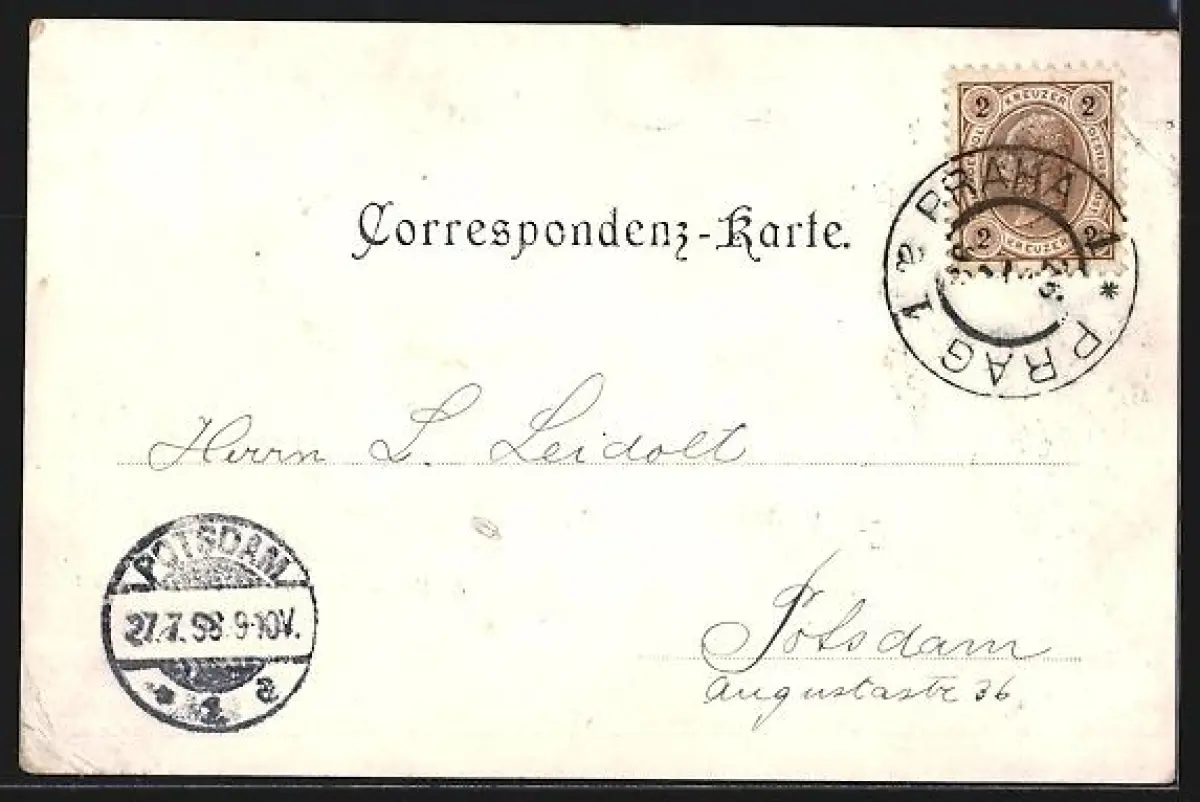 2 KREUZER 2
2 KREUZER 2
PRAHA 1
PRAG 1
Correspondenz-Karte.
Herrn L. Leidolt
POTSDAM
27.7.98 9-10V.
* 1 a
Potsdam
Augustastr 36